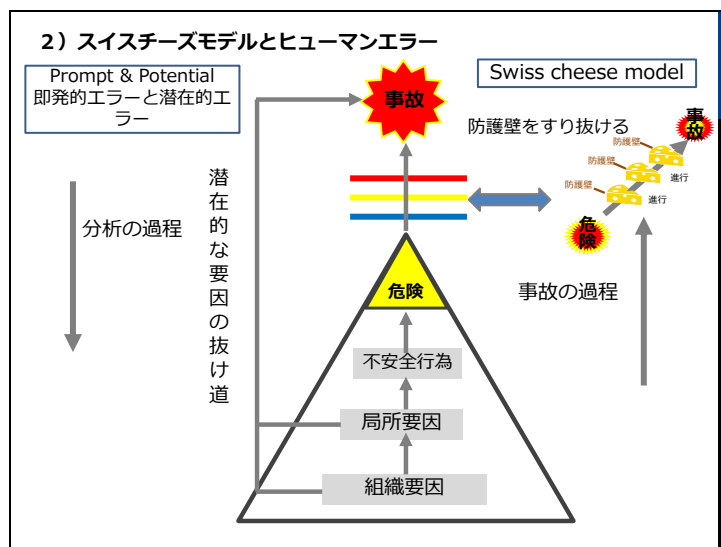 2）スイスチーズモデルとヒューマンエラー
Prompt & Potential
即発的エラーと潜在的エ
ラー
Swiss cheese model
事故
防護壁をすり抜ける
事故
防護壁
防護壁
進行
防護壁
進行
危険
潜在的な要因の抜け道
分析の過程
事故の過程
危険
不安全行為
局所要因
組織要因